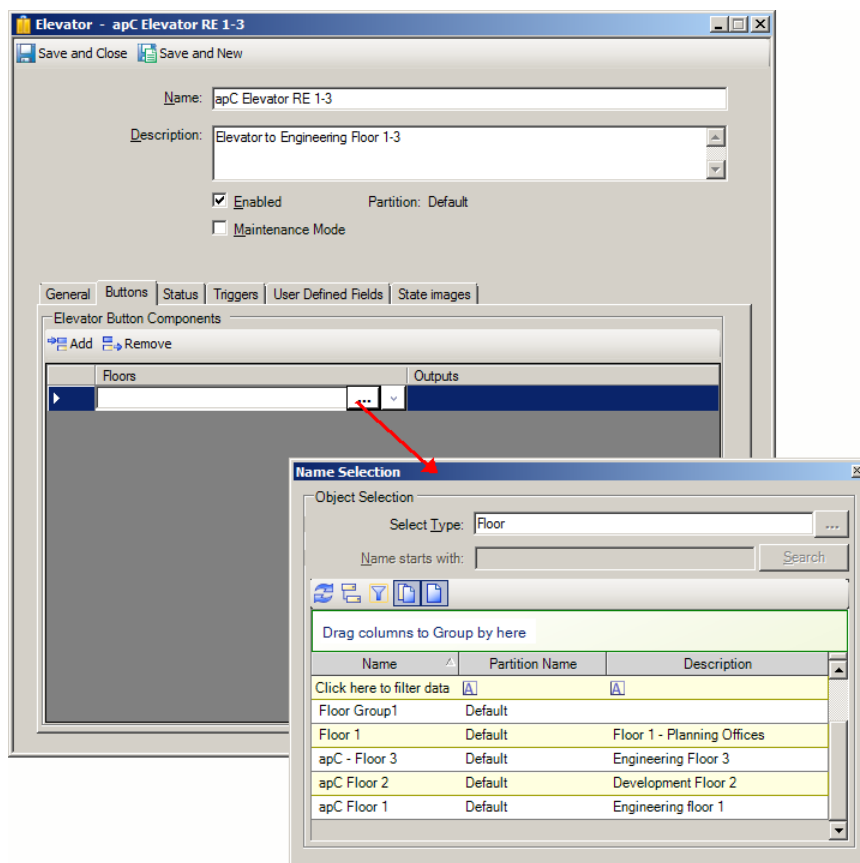 Elevator - apC Elevator RE 1-3
Save and Close Save and New
Name: apC Elevator RE 1-3
Description: Elevator to Engineering Floor 1-3
Enabled Partition: Default
Maintenance Mode
General Buttons Status Triggers User Defined Fields State images
Elevator Button Components
Add Remove
Floors Outputs
...
Name Selection
Object Selection
Select Type: Floor ...
Name starts with: Search
Drag columns to Group by here
Name Partition Name Description
Click here to filter data A A
Floor Group1 Default
Floor 1 Default Floor 1 - Planning Offices
apC - Floor 3 Default Engineering Floor 3
apC Floor 2 Default Development Floor 2
apC Floor 1 Default Engineering floor 1